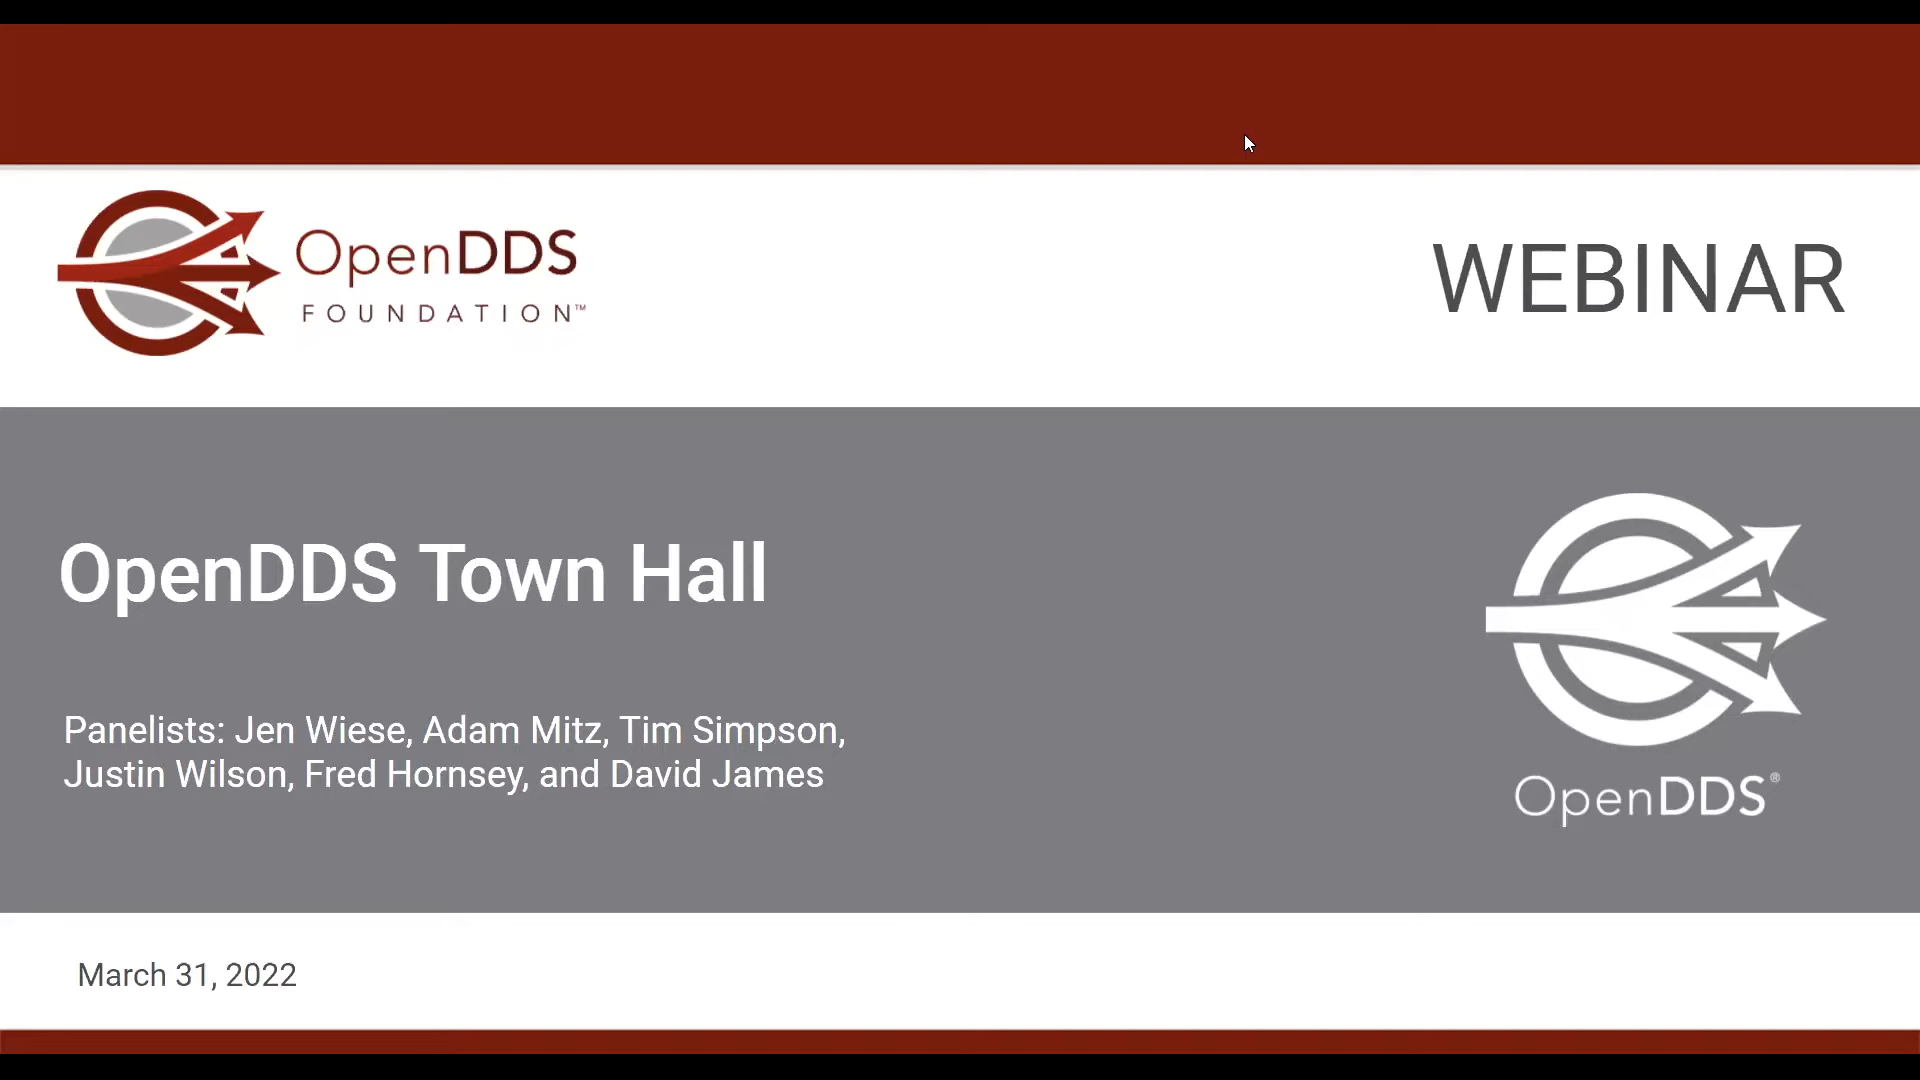 OpenDDS
FOUNDATION™
WEBINAR
OpenDDS Town Hall
Panelists: Jen Wiese, Adam Mitz, Tim Simpson,
Justin Wilson, Fred Hornsey, and David James
OpenDDS®
March 31, 2022